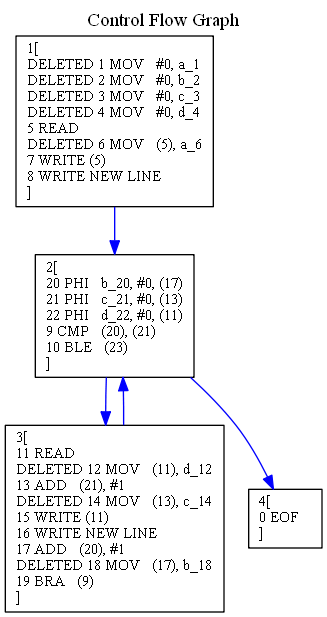 Control Flow Graph
1[
DELETED 1 MOV #0, a_1
DELETED 2 MOV #0, b_2
DELETED 3 MOV #0, c_3
DELETED 4 MOV #0, d_4
5 READ
DELETED 6 MOV (5), a_6
7 WRITE (5)
8 WRITE NEW LINE
]
2[
20 PHI b_20, #0, (17)
21 PHI c_21, #0, (13)
22 PHI d_22, #0, (11)
9 CMP (20), (21)
10 BLE (23)
]
3[
11 READ
DELETED 12 MOV (11), d_12
13 ADD (21), #1
DELETED 14 MOV (13), c_14
15 WRITE (11)
16 WRITE NEW LINE
17 ADD (20), #1
DELETED 18 MOV (17), b_18
19 BRA (9)
]
4[
0 EOF
]